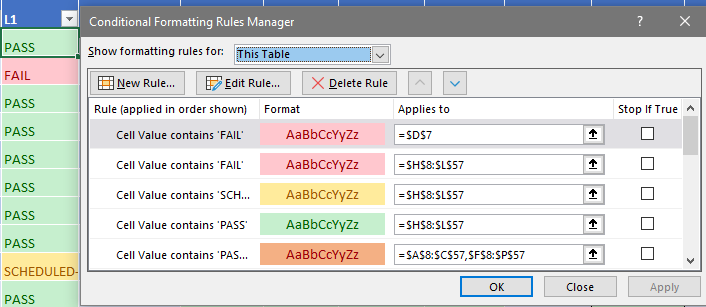 L1
PASS
FAIL
PASS
PASS
PASS
PASS
PASS
SCHEDULED-
PASS
Conditional Formatting Rules Manager
Show formatting rules for: This Table
New Rule... Edit Rule... Delete Rule
Rule (applied in order shown) Format Applies to Stop If True
Cell Value contains 'FAIL' AaBbCcYyZz =$D$7
Cell Value contains 'FAIL' AaBbCcYyZz =$H$8:$L$57
Cell Value contains 'SCH... AaBbCcYyZz =$H$8:$L$57
Cell Value contains 'PASS' AaBbCcYyZz =$H$8:$L$57
Cell Value contains 'PAS... AaBbCcYyZz =$A$8:$C$57,$F$8:$P$57
OK Close Apply